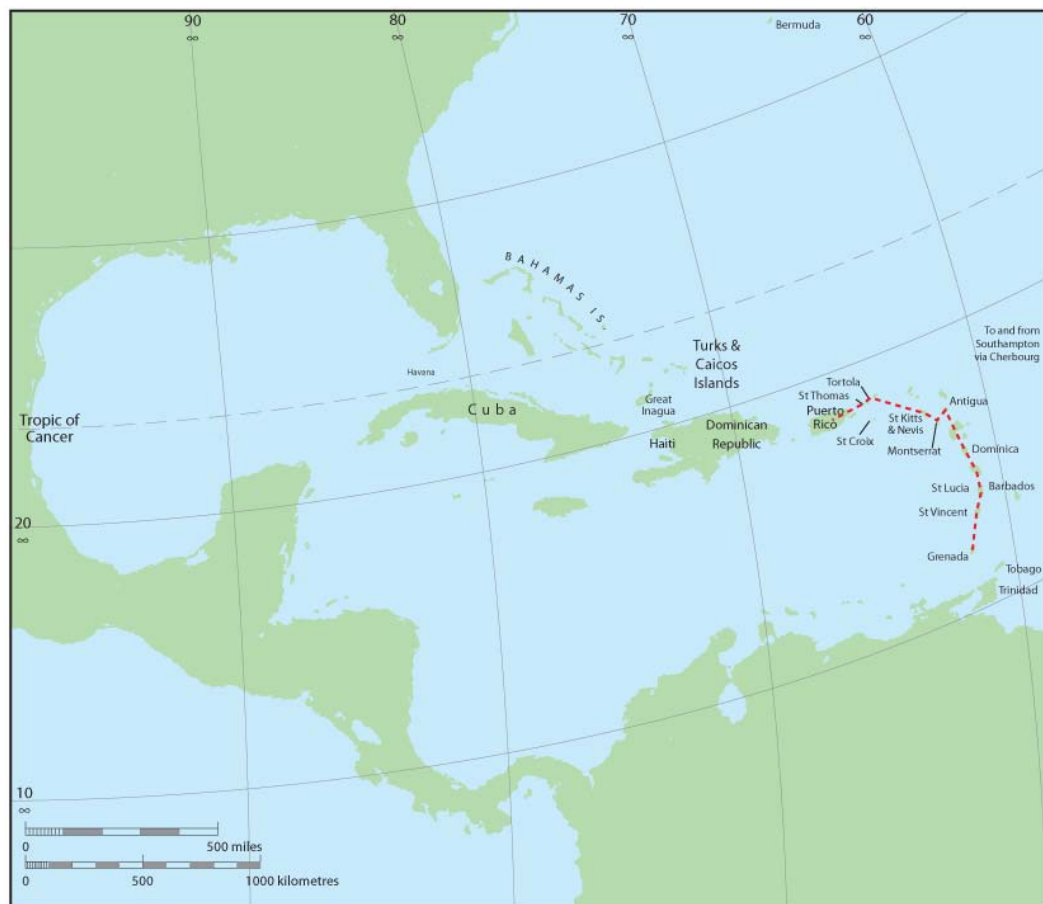 90
∞
80
∞
70
∞
60
∞
Bermuda
BAHAMAS IS.
To and from
Southampton
via Cherbourg
Turks &
Caicos
Islands
Havana
Tropic of
Cancer
Cuba
Great
Inagua
Haiti
Dominican
Republic
Tortola
St Thomas
Puerto
Rico
St Croix
St Kitts
& Nevis
Montserrat
Antigua
Dominica
St Lucia
Barbados
St Vincent
Grenada
Tobago
Trinidad
20
∞
10
∞
0
500 miles
0
500
1000 kilometres